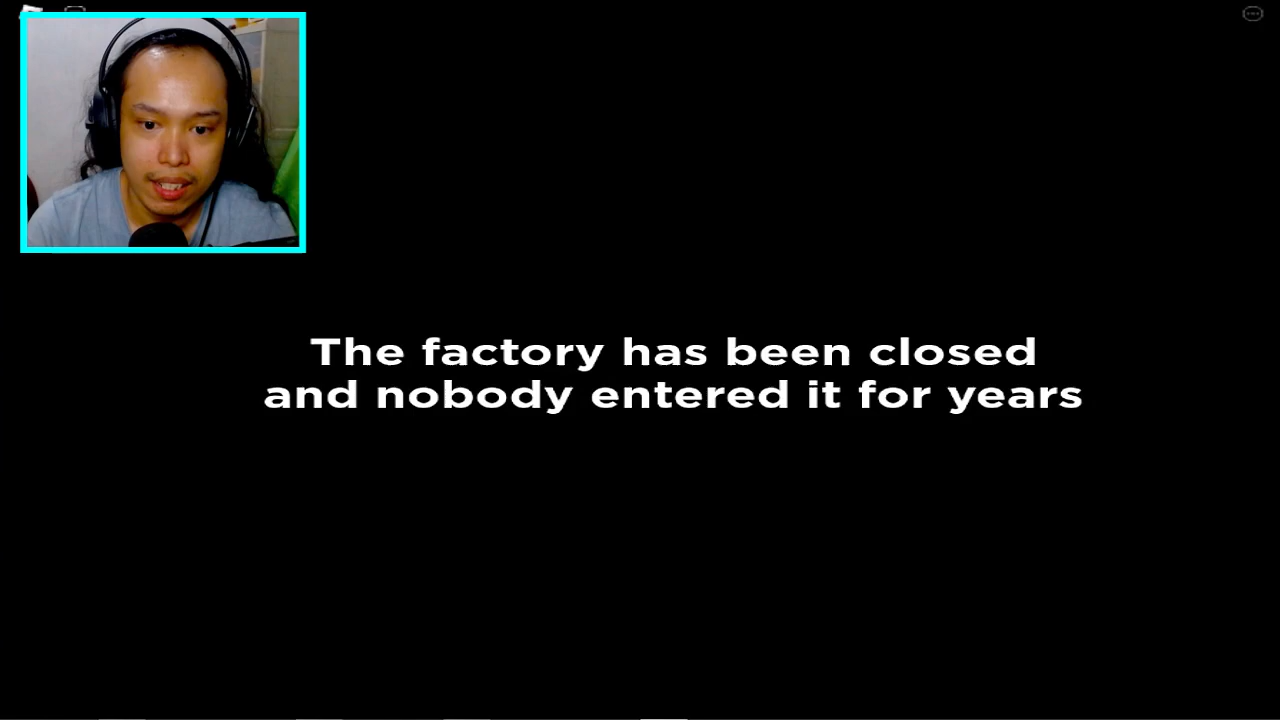 The factory has been closed
and nobody entered it for years